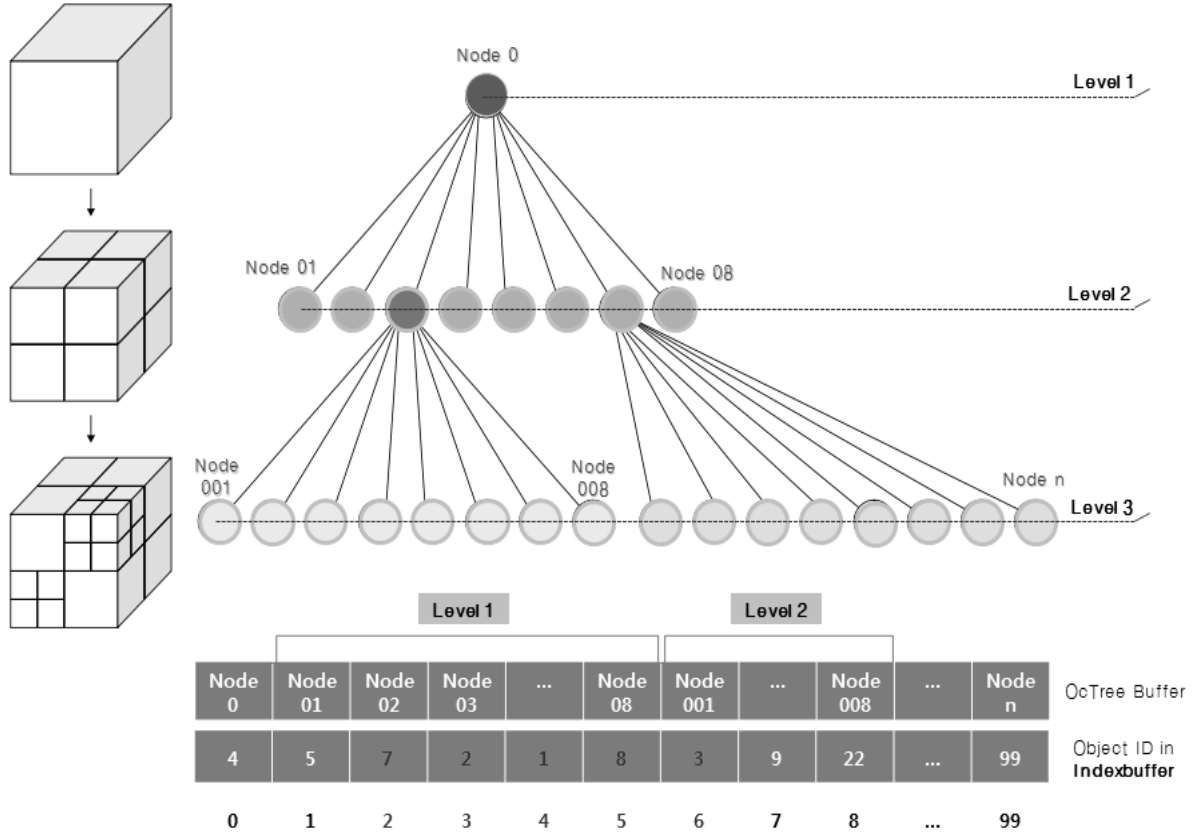 Node 0
Level 1
Node 01
Node 08
Level 2
Node
001
Node
008
Node n
Level 3
Level 1
Level 2
Node
0
Node
01
Node
02
Node
03
...
Node
08
Node
001
...
Node
008
...
Node
n
OcTree Buffer
4 5 7 2 1 8 3 9 22 ... 99
Object ID in
Indexbuffer
0 1 2 3 4 5 6 7 8 ... 99